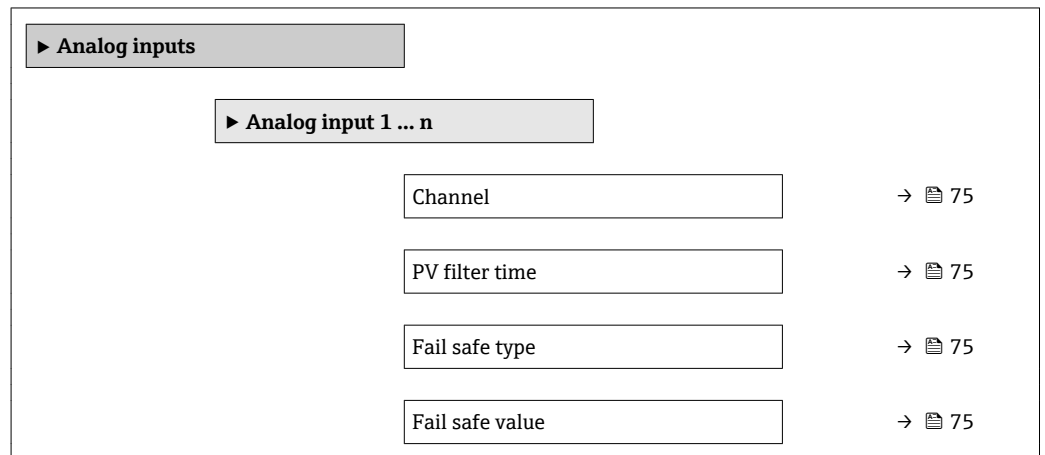 ▶ Analog inputs
▶ Analog input 1 … n
Channel → 75
PV filter time → 75
Fail safe type → 75
Fail safe value → 75